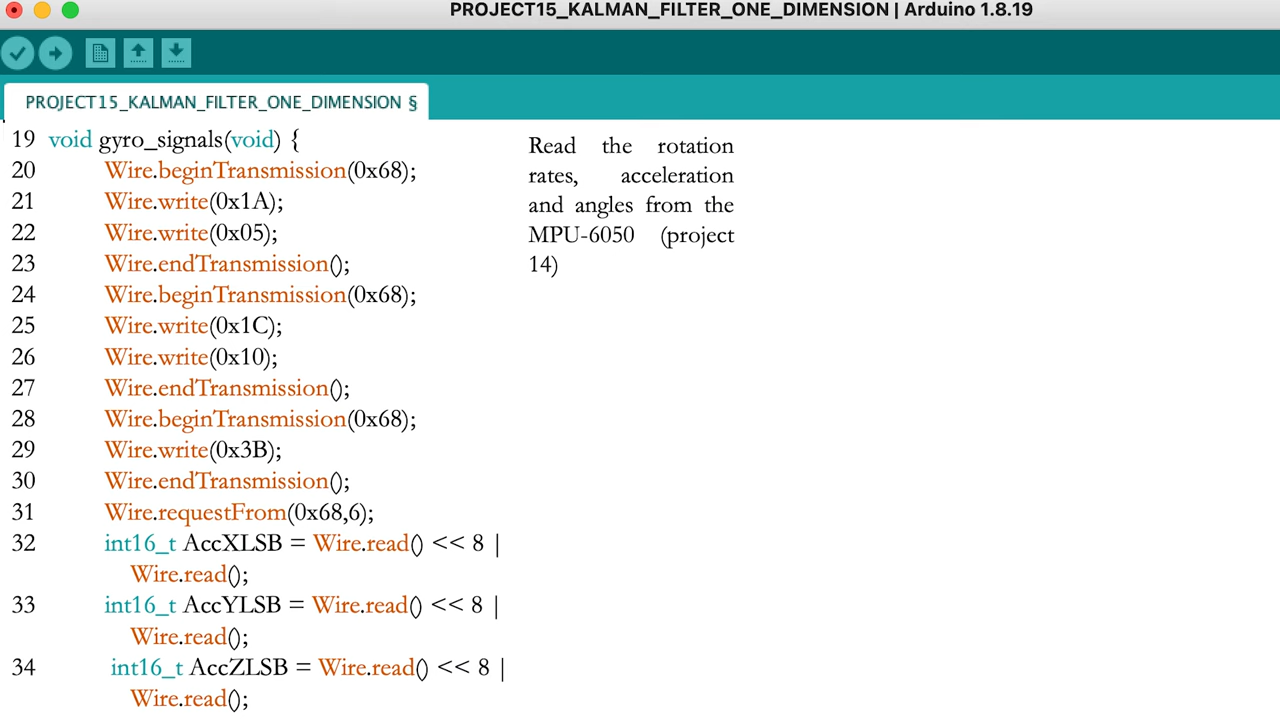 PROJECT15_KALMAN_FILTER_ONE_DIMENSION | Arduino 1.8.19
PROJECT15_KALMAN_FILTER_ONE_DIMENSION §
19 void gyro_signals(void) {
20 Wire.beginTransmission(0x68);
21 Wire.write(0x1A);
22 Wire.write(0x05);
23 Wire.endTransmission();
24 Wire.beginTransmission(0x68);
25 Wire.write(0x1C);
26 Wire.write(0x10);
27 Wire.endTransmission();
28 Wire.beginTransmission(0x68);
29 Wire.write(0x3B);
30 Wire.endTransmission();
31 Wire.requestFrom(0x68,6);
32 int16_t AccXLSB = Wire.read() << 8 |
Wire.read();
33 int16_t AccYLSB = Wire.read() << 8 |
Wire.read();
34 int16_t AccZLSB = Wire.read() << 8 |
Wire.read();
Read the rotation
rates, acceleration
and angles from the
MPU-6050 (project
14)